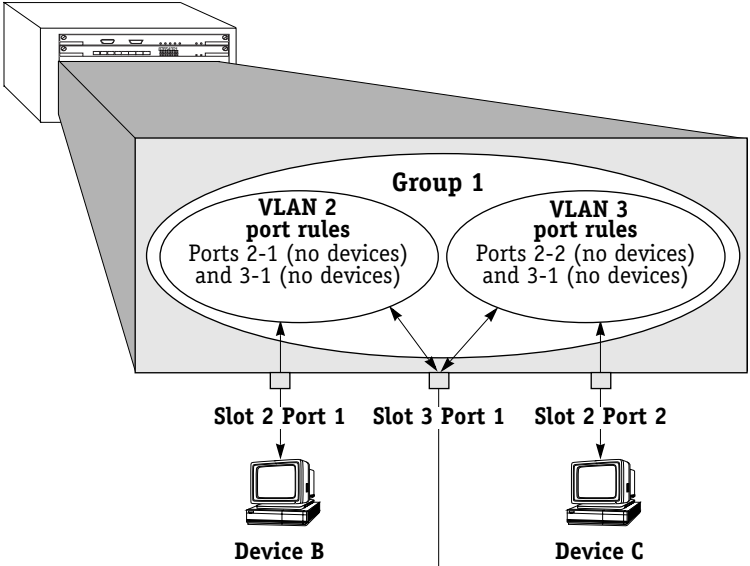 Group 1
VLAN 2
port rules
Ports 2-1 (no devices)
and 3-1 (no devices)
VLAN 3
port rules
Ports 2-2 (no devices)
and 3-1 (no devices)
Slot 2 Port 1
Slot 3 Port 1
Slot 2 Port 2
Device B
Device C